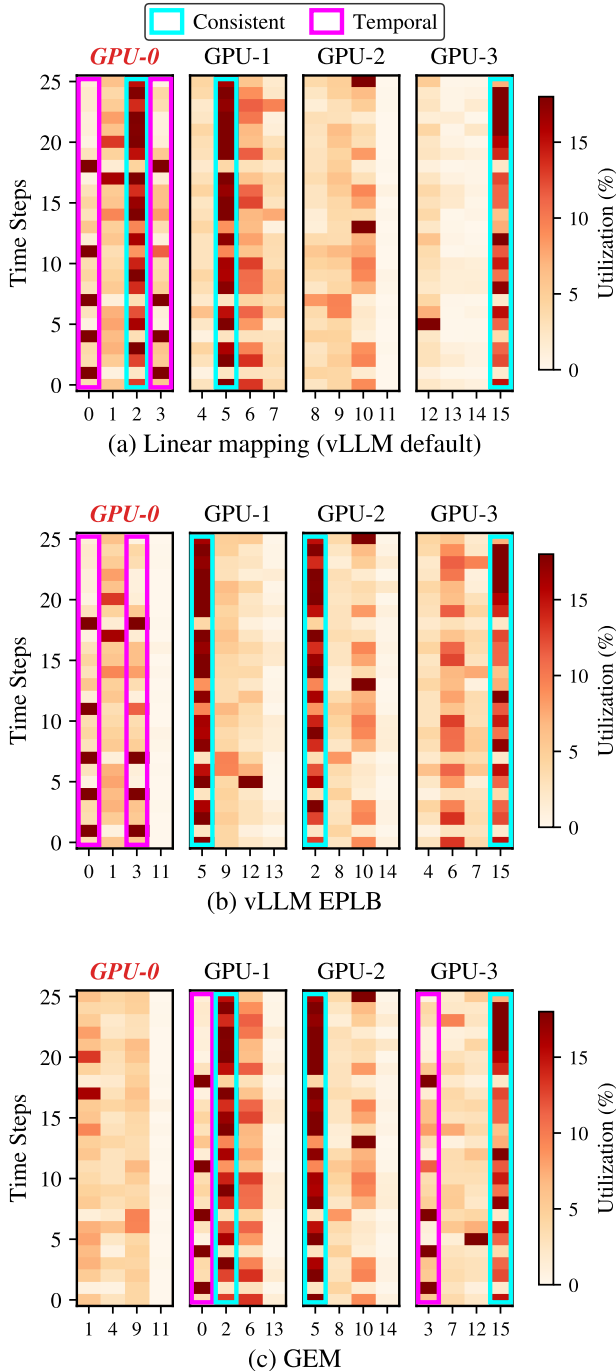 Consistent Temporal
GPU-0 GPU-1 GPU-2 GPU-3
25
20
15
10
5
0
Time Steps
0 1 2 3 4 5 6 7 8 9 10 11 12 13 14 15
15
10
5
0
Utilization (%)
(a) Linear mapping (vLLM default)
GPU-0 GPU-1 GPU-2 GPU-3
25
20
15
10
5
0
Time Steps
0 1 3 11 5 9 12 13 2 8 10 14 4 6 7 15
15
10
5
0
Utilization (%)
(b) vLLM EPLB
GPU-0 GPU-1 GPU-2 GPU-3
25
20
15
10
5
0
Time Steps
1 4 9 11 0 2 6 13 5 8 10 14 3 7 12 15
15
10
5
0
Utilization (%)
(c) GEM